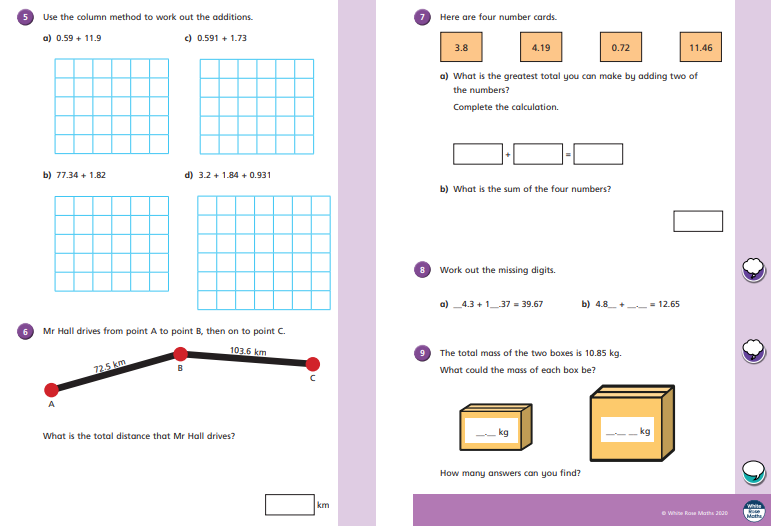 5 Use the column method to work out the additions.
a) 0.59 + 11.9
c) 0.591 + 1.73
b) 77.34 + 1.82
d) 3.2 + 1.84 + 0.931
6 Mr Hall drives from point A to point B, then on to point C.
72.5 km
103.6 km
A
B
C
What is the total distance that Mr Hall drives?
km
7 Here are four number cards.
3.8
4.19
0.72
11.46
a) What is the greatest total you can make by adding two of
the numbers?
Complete the calculation.
+ =
b) What is the sum of the four numbers?
8 Work out the missing digits.
a) __4.3 + 1__.37 = 39.67
b) 4.8__ + __.__ = 12.65
9 The total mass of the two boxes is 10.85 kg.
What could the mass of each box be?
__.__ kg
__.__ __ kg
How many answers can you find?
© White Rose Maths 2020
White
Rose
Maths